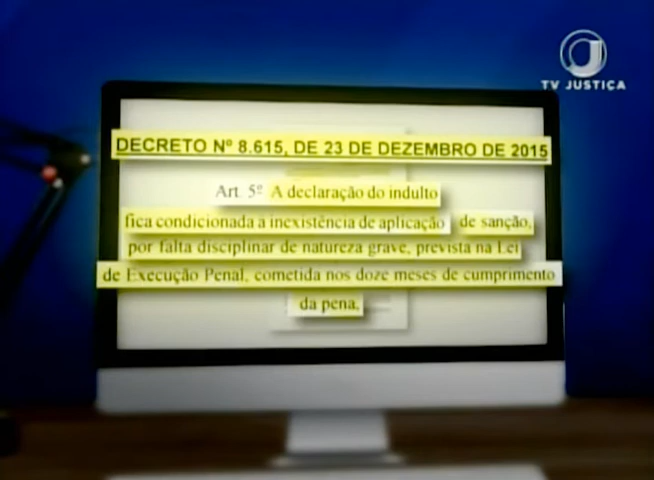 TV JUSTIÇA
DECRETO Nº 8.615, DE 23 DE DEZEMBRO DE 2015
Art. 5º A declaração do indulto
fica condicionada a inexistência de aplicação de sanção,
por falta disciplinar de natureza grave, prevista na Lei
de Execução Penal, cometida nos doze meses de cumprimento
da pena,